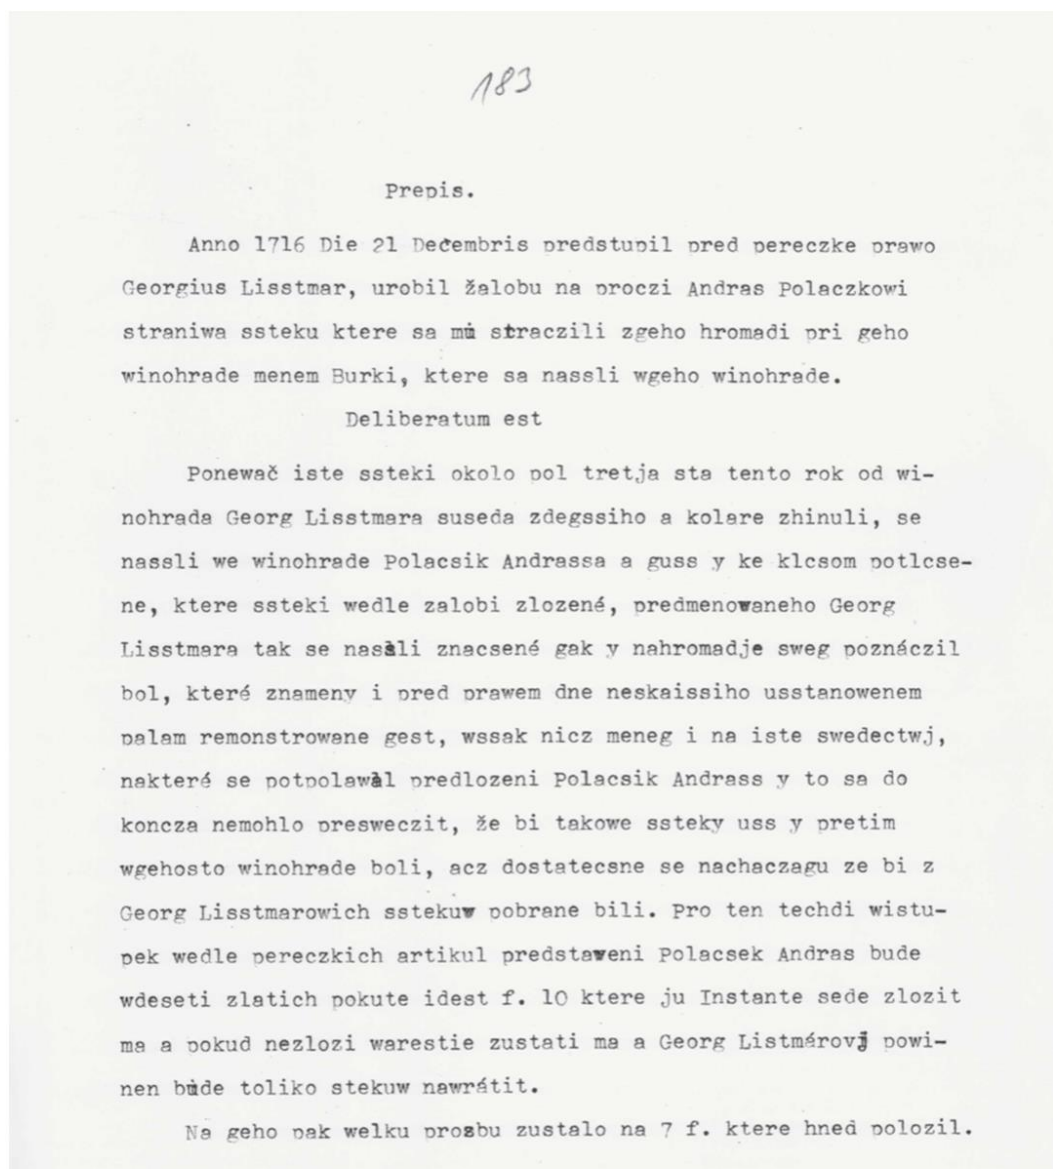 183
Prepis.
Anno 1716 Die 21 Decembris predstupil pred pereczke prawo
Georgius Lisstmar, urobil žalobu na proczi Andras Polaczkowi
straniwa ssteku ktere sa mu straczili zgeho hromadi pri geho
winohrade menem Burki, ktere sa nassli wgeho winohrade.
Deliberatum est
Ponewač iste ssteki okolo pol tretja sta tento rok od wi-
nohrada Georg Lisstmara suseda zdegssiho a kolare zhinuli, se
nassli we winohrade Polacsik Andrassa a guss y ke klcsom potlcse-
ne, ktere ssteki wedle zalobi zlozené, predmenowaneho Georg
Lisstmara tak se nassli znacsené gak y nahromadje sweg poznáczil
bol, které znameny i pred prawem dne neskaissiho usstanowenem
palam remonstrowane gest, wssak nicz meneg i na iste swedectwj,
nakteré se potpolawal predlozeni Polacsik Andrass y to sa do
koncza nemohlo presweczit, že bi takowe ssteky uss y pretim
wgehosto winohrade boli, acz dostatecsne se nachaczagu ze bi z
Georg Lisstmarowich sstekuw pobrane bili. Pro ten techdi wistu-
pek wedle pereczkich artikul predstaweni Polacsek Andras bude
wdeseti zlatich pokute idest f. 10 ktere ju Instante sede zlozit
ma a pokud nezlozi warestie zustati ma a Georg Listmárovj powi-
nen bude toliko stekuw nawrátit.
Na geho pak welku prosbu zustalo na 7 f. ktere hned polozil.